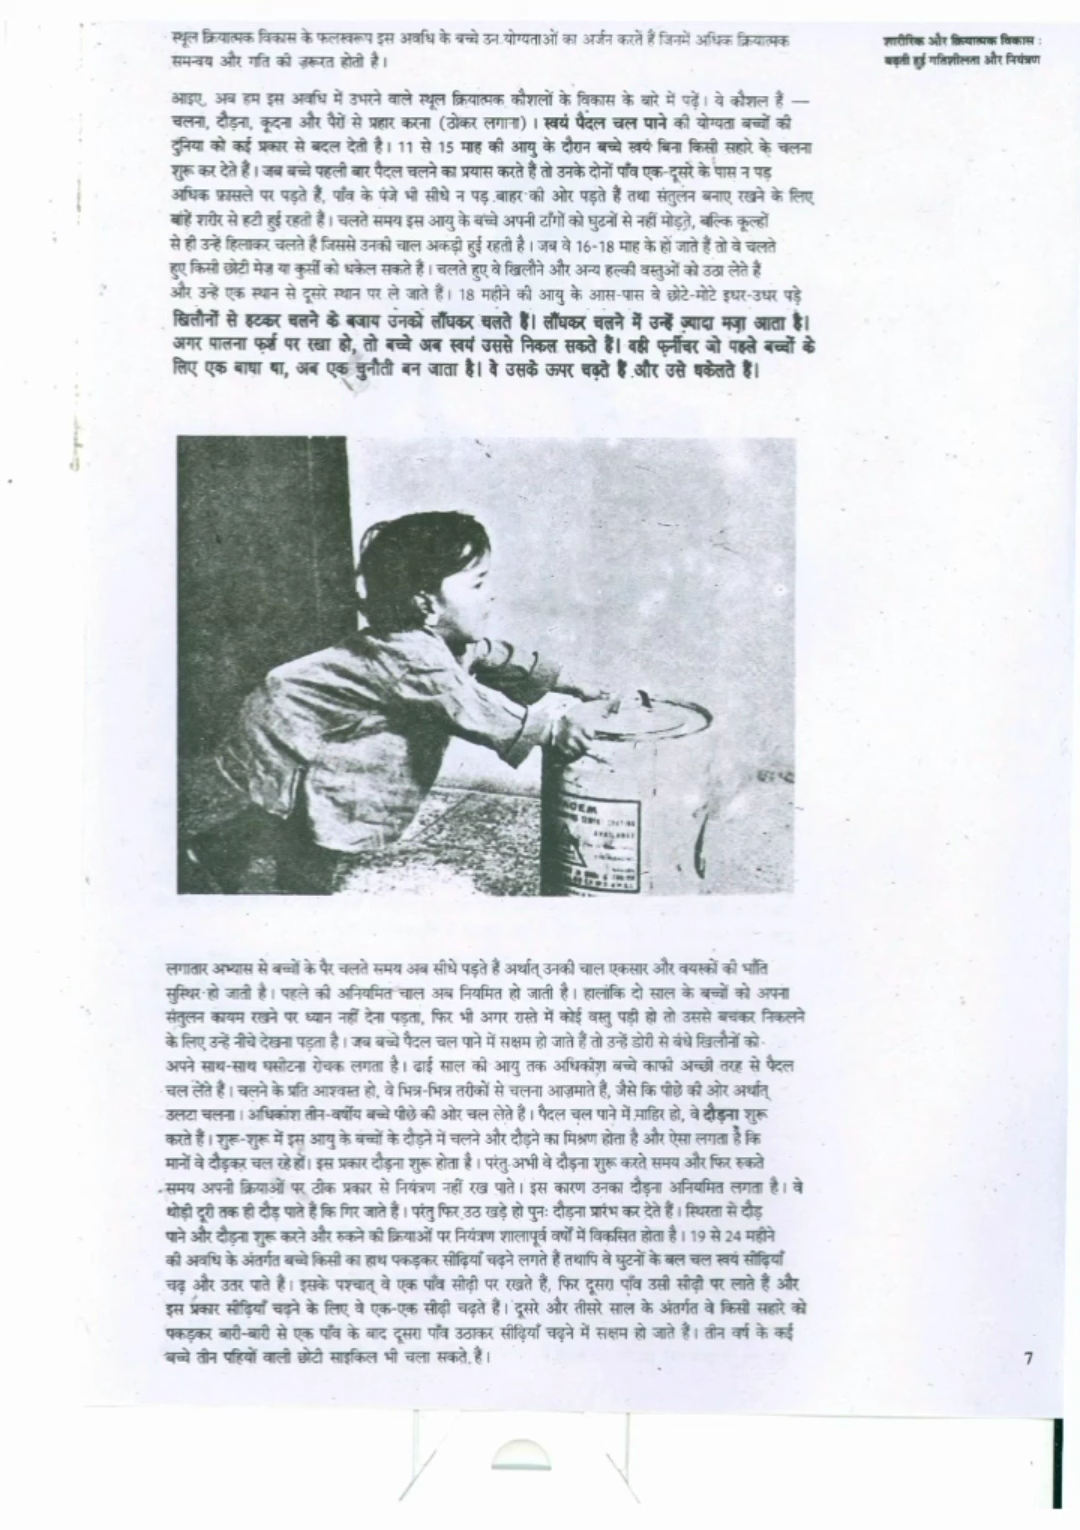 स्थूल क्रियात्मक विकास के फलस्वरूप इस अवधि के बच्चे उन योग्यताओं का अर्जन करते हैं जिनमें अधिक क्रियात्मक
समन्वय और गति की ज़रूरत होती है।
शारीरिक और क्रियात्मक विकास :
बढ़ती हुई गतिशीलता और नियंत्रण
आइए, अब हम इस अवधि में उभरने वाले स्थूल क्रियात्मक कौशलों के विकास के बारे में पढ़ें। ये कौशल हैं —
चलना, दौड़ना, कूदना और पैरों से प्रहार करना (ठोकर लगाना)। स्वयं पैदल चल पाने की योग्यता बच्चों की
दुनिया को कई प्रकार से बदल देती है। 11 से 15 माह की आयु के दौरान बच्चे स्वयं बिना किसी सहारे के चलना
शुरू कर देते हैं। जब बच्चे पहली बार पैदल चलने का प्रयास करते हैं तो उनके दोनों पाँव एक-दूसरे के पास न पड़
अधिक फ़ासले पर पड़ते हैं, पाँव के पंजे भी सीधे न पड़ बाहर की ओर पड़ते हैं तथा संतुलन बनाए रखने के लिए
बांहें शरीर से हटी हुई रहती हैं। चलते समय इस आयु के बच्चे अपनी टाँगों को घुटनों से नहीं मोड़ते, बल्कि कूल्हों
से ही उन्हें हिलाकर चलते हैं जिससे उनकी चाल अकड़ी हुई रहती है। जब वे 16-18 माह के हो जाते हैं तो वे चलते
हुए किसी छोटी मेज़ या कुर्सी को धकेल सकते हैं। चलते हुए वे खिलौने और अन्य हल्की वस्तुओं को उठा लेते हैं
और उन्हें एक स्थान से दूसरे स्थान पर ले जाते हैं। 18 महीने की आयु के आस-पास वे छोटे-मोटे इधर-उधर पड़े
खिलौनों से हटकर चलने के बजाय उनको लाँघकर चलते हैं। लाँघकर चलने में उन्हें ज़्यादा मज़ा आता है।
अगर पालना फर्श पर रखा हो, तो बच्चे अब स्वयं उससे निकल सकते हैं। वही फ़र्नीचर जो पहले बच्चों के
लिए एक बाधा था, अब एक चुनौती बन जाता है। वे उसके ऊपर चढ़ते हैं और उसे धकेलते हैं।
लगातार अभ्यास से बच्चों के पैर चलते समय अब सीधे पड़ते हैं अर्थात् उनकी चाल एकसार और वयस्कों की भाँति
सुस्थिर हो जाती है। पहले की अनियमित चाल अब नियमित हो जाती है। हालांकि दो साल के बच्चों को अपना
संतुलन कायम रखने पर ध्यान नहीं देना पड़ता, फिर भी अगर रास्ते में कोई वस्तु पड़ी हो तो उससे बचकर निकलने
के लिए उन्हें नीचे देखना पड़ता है। जब बच्चे पैदल चल पाने में सक्षम हो जाते हैं तो उन्हें डोरी से बंधे खिलौनों को
अपने साथ-साथ घसीटना रोचक लगता है। ढाई साल की आयु तक अधिकांश बच्चे काफी अच्छी तरह से पैदल
चल लेते हैं। चलने के प्रति आश्वस्त हो, वे भिन्न-भिन्न तरीकों से चलना आज़माते हैं, जैसे कि पीछे की ओर अर्थात्
उलटा चलना। अधिकांश तीन-वर्षीय बच्चे पीछे की ओर चल लेते हैं। पैदल चल पाने में माहिर हो, वे दौड़ना शुरू
करते हैं। शुरू-शुरू में इस आयु के बच्चों के दौड़ने में चलने और दौड़ने का मिश्रण होता है और ऐसा लगता है कि
मानों वे दौड़कर चल रहे हों। इस प्रकार दौड़ना शुरू होता है। परंतु अभी वे दौड़ना शुरू करते समय और फिर रुकते
समय अपनी क्रियाओं पर ठीक प्रकार से नियंत्रण नहीं रख पाते। इस कारण उनका दौड़ना अनियमित लगता है। वे
थोड़ी दूरी तक ही दौड़ पाते हैं कि गिर जाते हैं। परंतु फिर उठ खड़े हो पुनः दौड़ना प्रारंभ कर देते हैं। स्थिरता से दौड़
पाने और दौड़ना शुरू करने और रुकने की क्रियाओं पर नियंत्रण शालापूर्व वर्षों में विकसित होता है। 19 से 24 महीने
की अवधि के अंतर्गत बच्चे किसी का हाथ पकड़कर सीढ़ियाँ चढ़ने लगते हैं तथापि वे घुटनों के बल चल स्वयं सीढ़ियाँ
चढ़ और उतर पाते हैं। इसके पश्चात् वे एक पाँव सीढ़ी पर रखते हैं, फिर दूसरा पाँव उसी सीढ़ी पर लाते हैं और
इस प्रकार सीढ़ियाँ चढ़ने के लिए वे एक-एक सीढ़ी चढ़ते हैं। दूसरे और तीसरे साल के अंतर्गत वे किसी सहारे को
पकड़कर बारी-बारी से एक पाँव के बाद दूसरा पाँव उठाकर सीढ़ियाँ चढ़ने में सक्षम हो जाते हैं। तीन वर्ष के कई
बच्चे तीन पहियों वाली छोटी साइकिल भी चला सकते हैं।
7